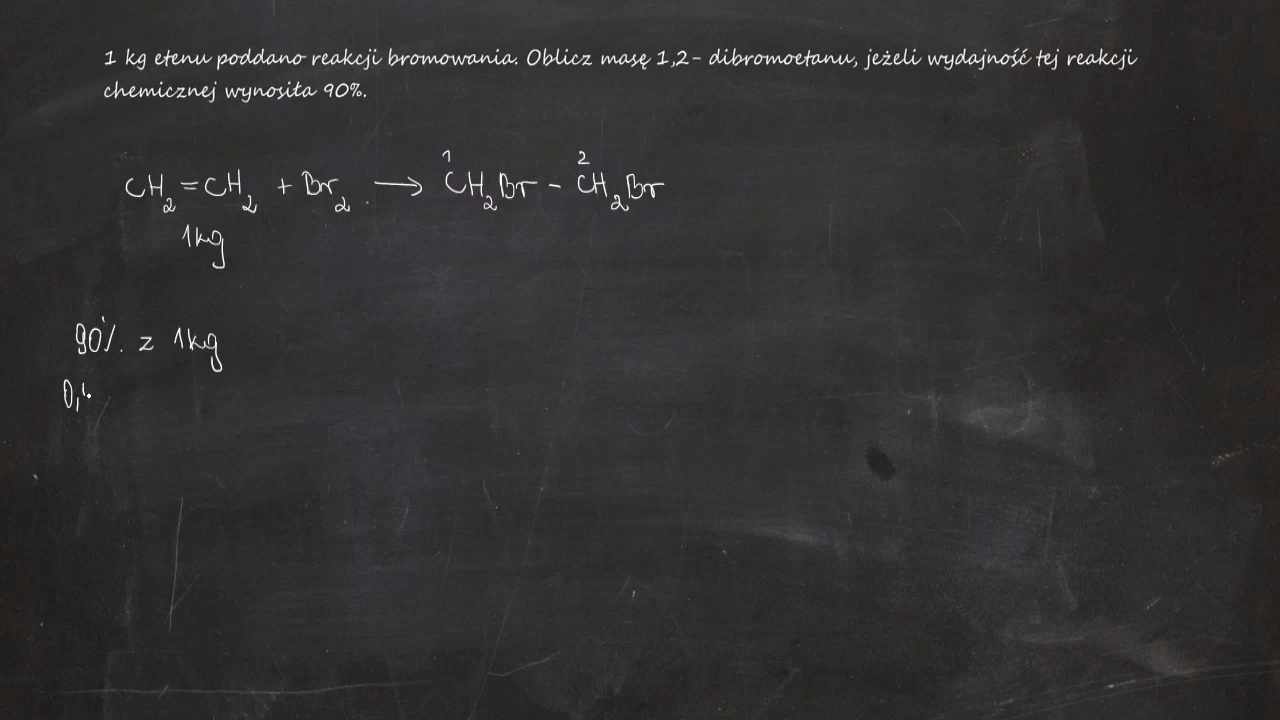 1 kg etenu poddano reakcji bromowania. Oblicz masę 1,2- dibromoetanu, jeżeli wydajność tej reakcji
chemicznej wynosiła 90%.
1 2
CH₂=CH₂ + Br₂ → CH₂Br - CH₂Br
1kg
90% z 1kg
0,